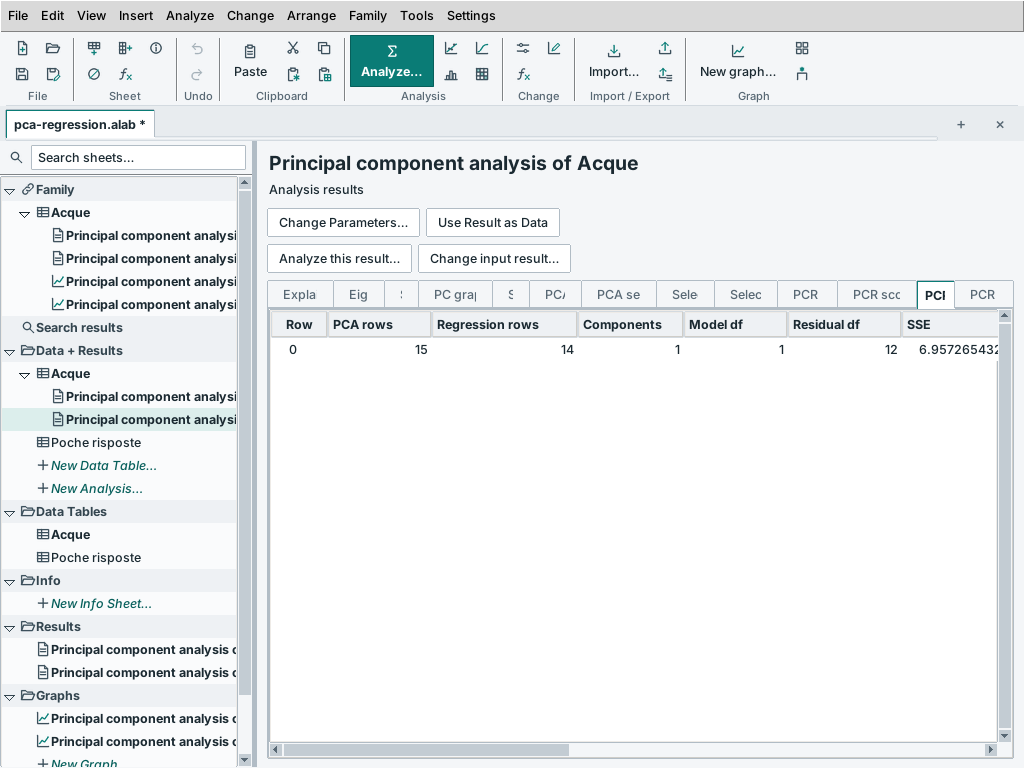 File Edit View Insert Analyze Change Arrange Family Tools Settings
Paste
Σ
Analyze...
Import...
New graph...
File
Sheet
Undo
Clipboard
Analysis
Change
Import / Export
Graph
pca-regression.alab *
Search sheets...
Family
Acque
Principal component analysi
Principal component analysi
Principal component analysi
Principal component analysi
Search results
Data + Results
Acque
Principal component analysi
Principal component analysi
Poche risposte
New Data Table...
New Analysis...
Data Tables
Acque
Poche risposte
Info
New Info Sheet...
Results
Principal component analysis o
Principal component analysis o
Graphs
Principal component analysis o
Principal component analysis o
New Graph
Principal component analysis of Acque
Analysis results
Change Parameters... Use Result as Data
Analyze this result... Change input result...
Expla Eig PC graj PCA PCA se Sele Selec PCR PCR scc PCI PCR
Row PCA rows Regression rows Components Model df Residual df SSE
0 15 14 1 1 12 6.957265432